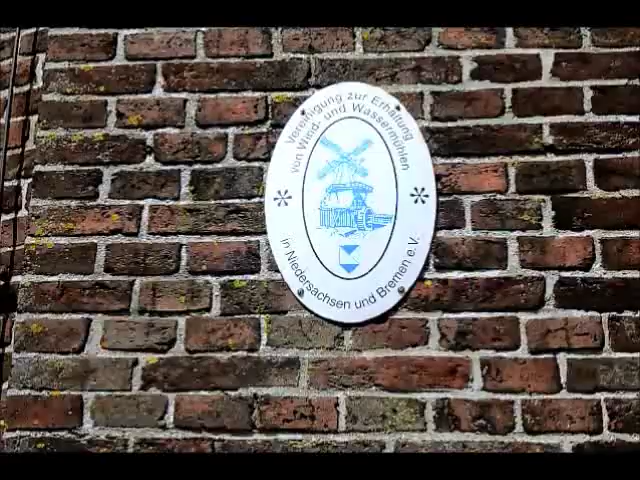 Vereinigung zur Erhaltung
von Wind- und Wassermühlen
* *
in Niedersachsen und Bremen e.V.